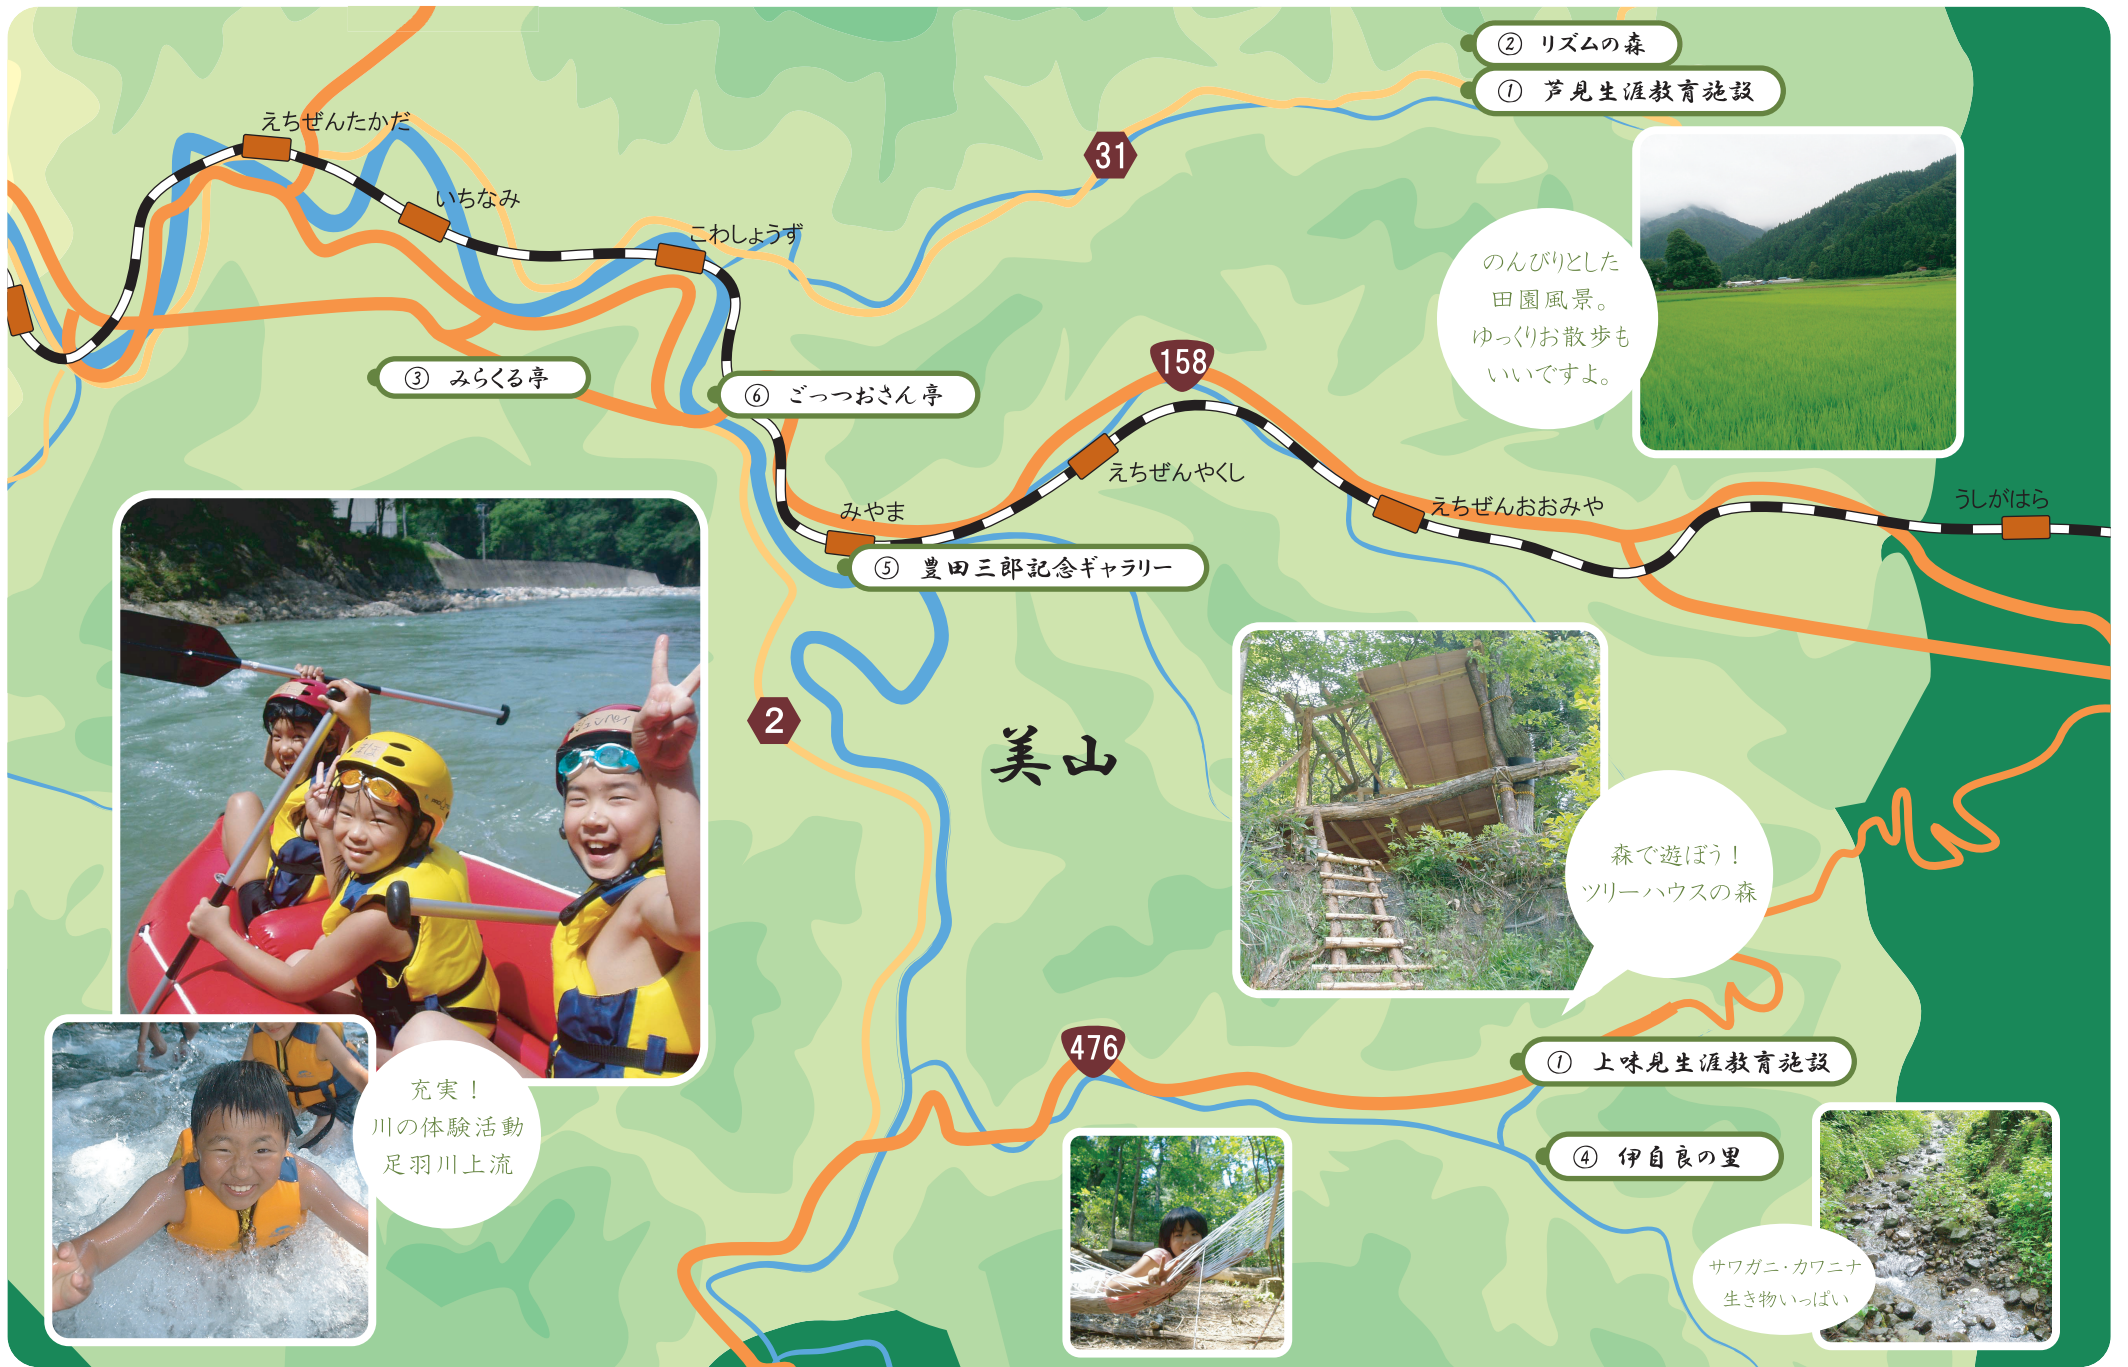 ② リズムの森
① 芦見生涯教育施設
えちぜんたかだ
31
いちなみ
こわしょうず
のんびりとした
田園風景。
ゆっくりお散歩も
いいですよ。
158
③ みらくる亭
⑥ ごっつおさん亭
えちぜんやくし
みやま
えちぜんおおみや
うしがはら
⑤ 豊田三郎記念ギャラリー
2
美山
森で遊ぼう！
ツリーハウスの森
476
① 上味見生涯教育施設
充実！
川の体験活動
足羽川上流
④ 伊自良の里
サワガニ・カワニナ
生き物いっぱい